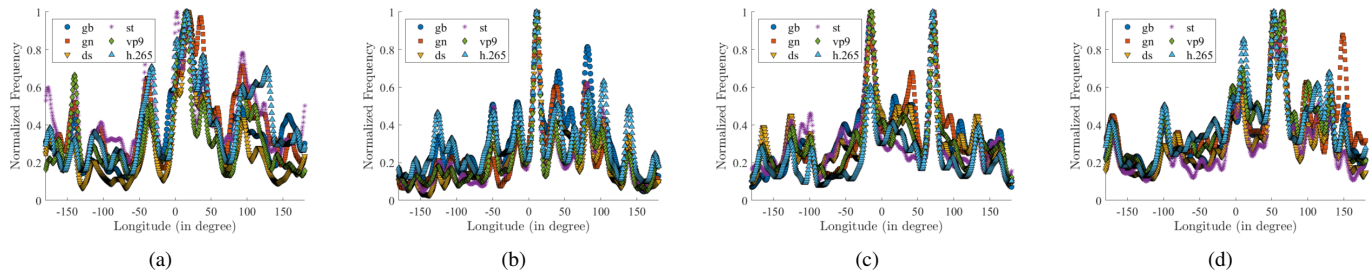 Normalized Frequency
1
0.8
0.6
0.4
0.2
0
gb
gn
ds
st
vp9
h.265
-150 -100 -50 0 50 100 150
Longitude (in degree)
(a)
Normalized Frequency
1
0.8
0.6
0.4
0.2
0
gb
gn
ds
st
vp9
h.265
-150 -100 -50 0 50 100 150
Longitude (in degree)
(b)
Normalized Frequency
1
0.8
0.6
0.4
0.2
0
gb
gn
ds
st
vp9
h.265
-150 -100 -50 0 50 100 150
Longitude (in degree)
(c)
Normalized Frequency
1
0.8
0.6
0.4
0.2
0
gb
gn
ds
st
vp9
h.265
-150 -100 -50 0 50 100 150
Longitude (in degree)
(d)